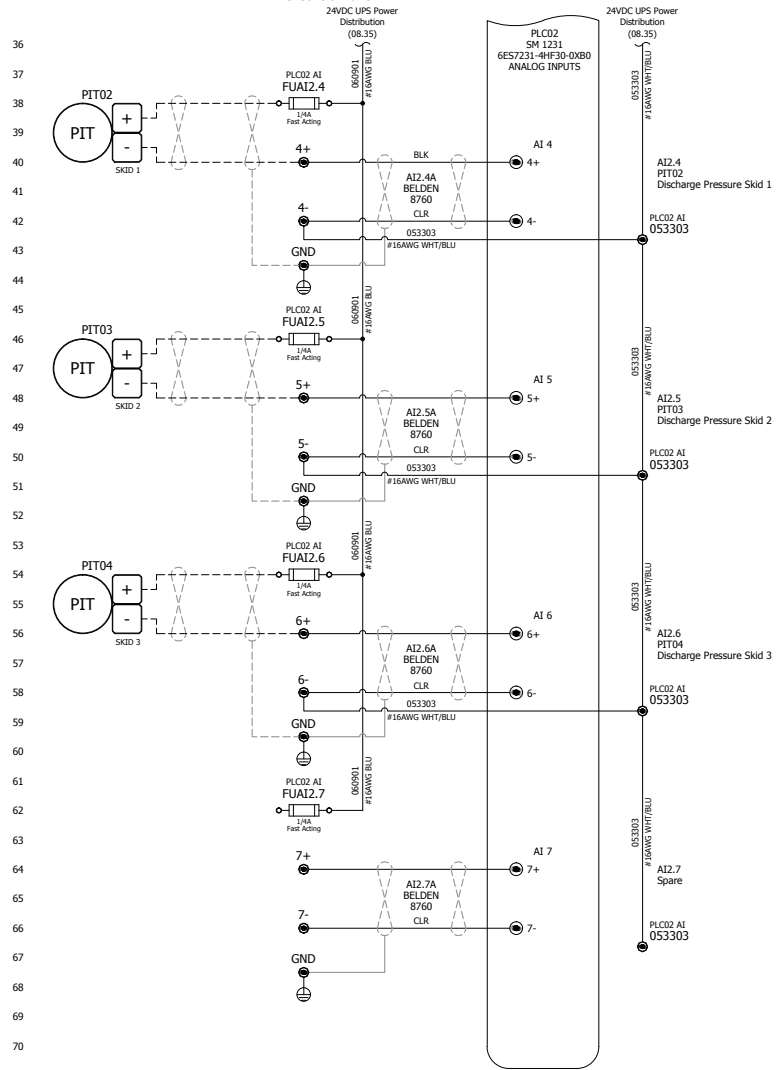 24VDC UPS Power
Distribution
(08.35)
PLC02
SM 1231
6ES7231-4HF30-0XB0
ANALOG INPUTS
24VDC UPS Power
Distribution
(08.35)
36
37
060901
#16AWG BLU
053303
#16AWG WHT/BLU
PIT02
PLC02 AI
FUAI2.4
38
1/4A
Fast Acting
+
PIT
39
-
4+
BLK
AI 4
40
SKID 1
4+
AI2.4
PIT02
Discharge Pressure Skid 1
41
AI2.4A
BELDEN
8760
4-
CLR
42
4-
PLC02 AI
053303
053303
#16AWG WHT/BLU
43
GND
44
45
060901
#16AWG BLU
053303
#16AWG WHT/BLU
PIT03
PLC02 AI
FUAI2.5
46
1/4A
Fast Acting
+
PIT
47
-
5+
AI 5
48
SKID 2
5+
AI2.5
PIT03
Discharge Pressure Skid 2
49
AI2.5A
BELDEN
8760
5-
CLR
50
5-
PLC02 AI
053303
053303
#16AWG WHT/BLU
51
GND
52
53
060901
#16AWG BLU
053303
#16AWG WHT/BLU
PIT04
PLC02 AI
FUAI2.6
54
1/4A
Fast Acting
+
PIT
55
-
6+
AI 6
56
SKID 3
6+
AI2.6
PIT04
Discharge Pressure Skid 3
57
AI2.6A
BELDEN
8760
6-
CLR
58
6-
PLC02 AI
053303
053303
#16AWG WHT/BLU
59
GND
60
61
060901
#16AWG BLU
053303
#16AWG WHT/BLU
PLC02 AI
FUAI2.7
62
1/4A
Fast Acting
63
7+
AI 7
64
7+
AI2.7
Spare
65
AI2.7A
BELDEN
8760
7-
CLR
66
7-
PLC02 AI
053303
67
GND
68
69
70